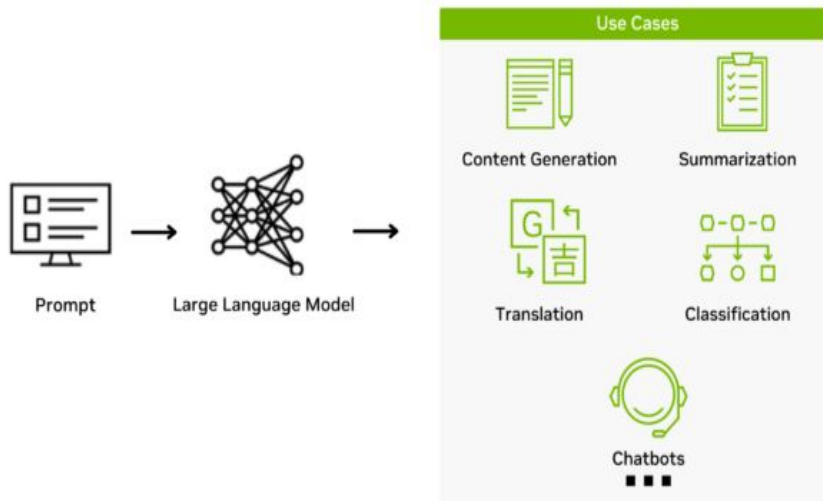 Use Cases
Content Generation
Summarization
G
吉
Prompt
Large Language Model
Translation
Classification
Chatbots